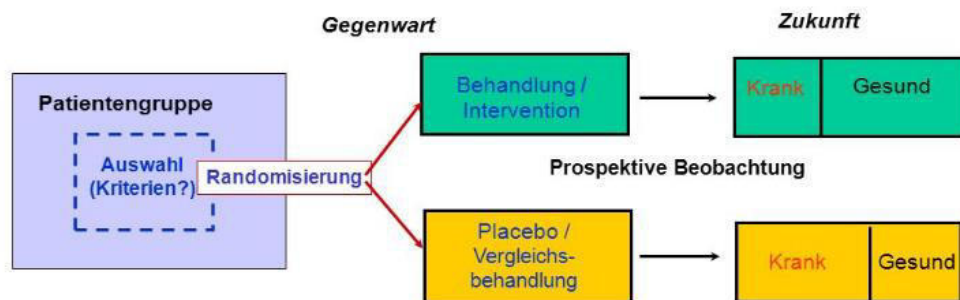 Gegenwart
Zukunft
Patientengruppe
Auswahl
(Kriterien?)
Randomisierung
Behandlung /
Intervention
Krank
Gesund
Prospektive Beobachtung
Placebo /
Vergleichs-
behandlung
Krank
Gesund